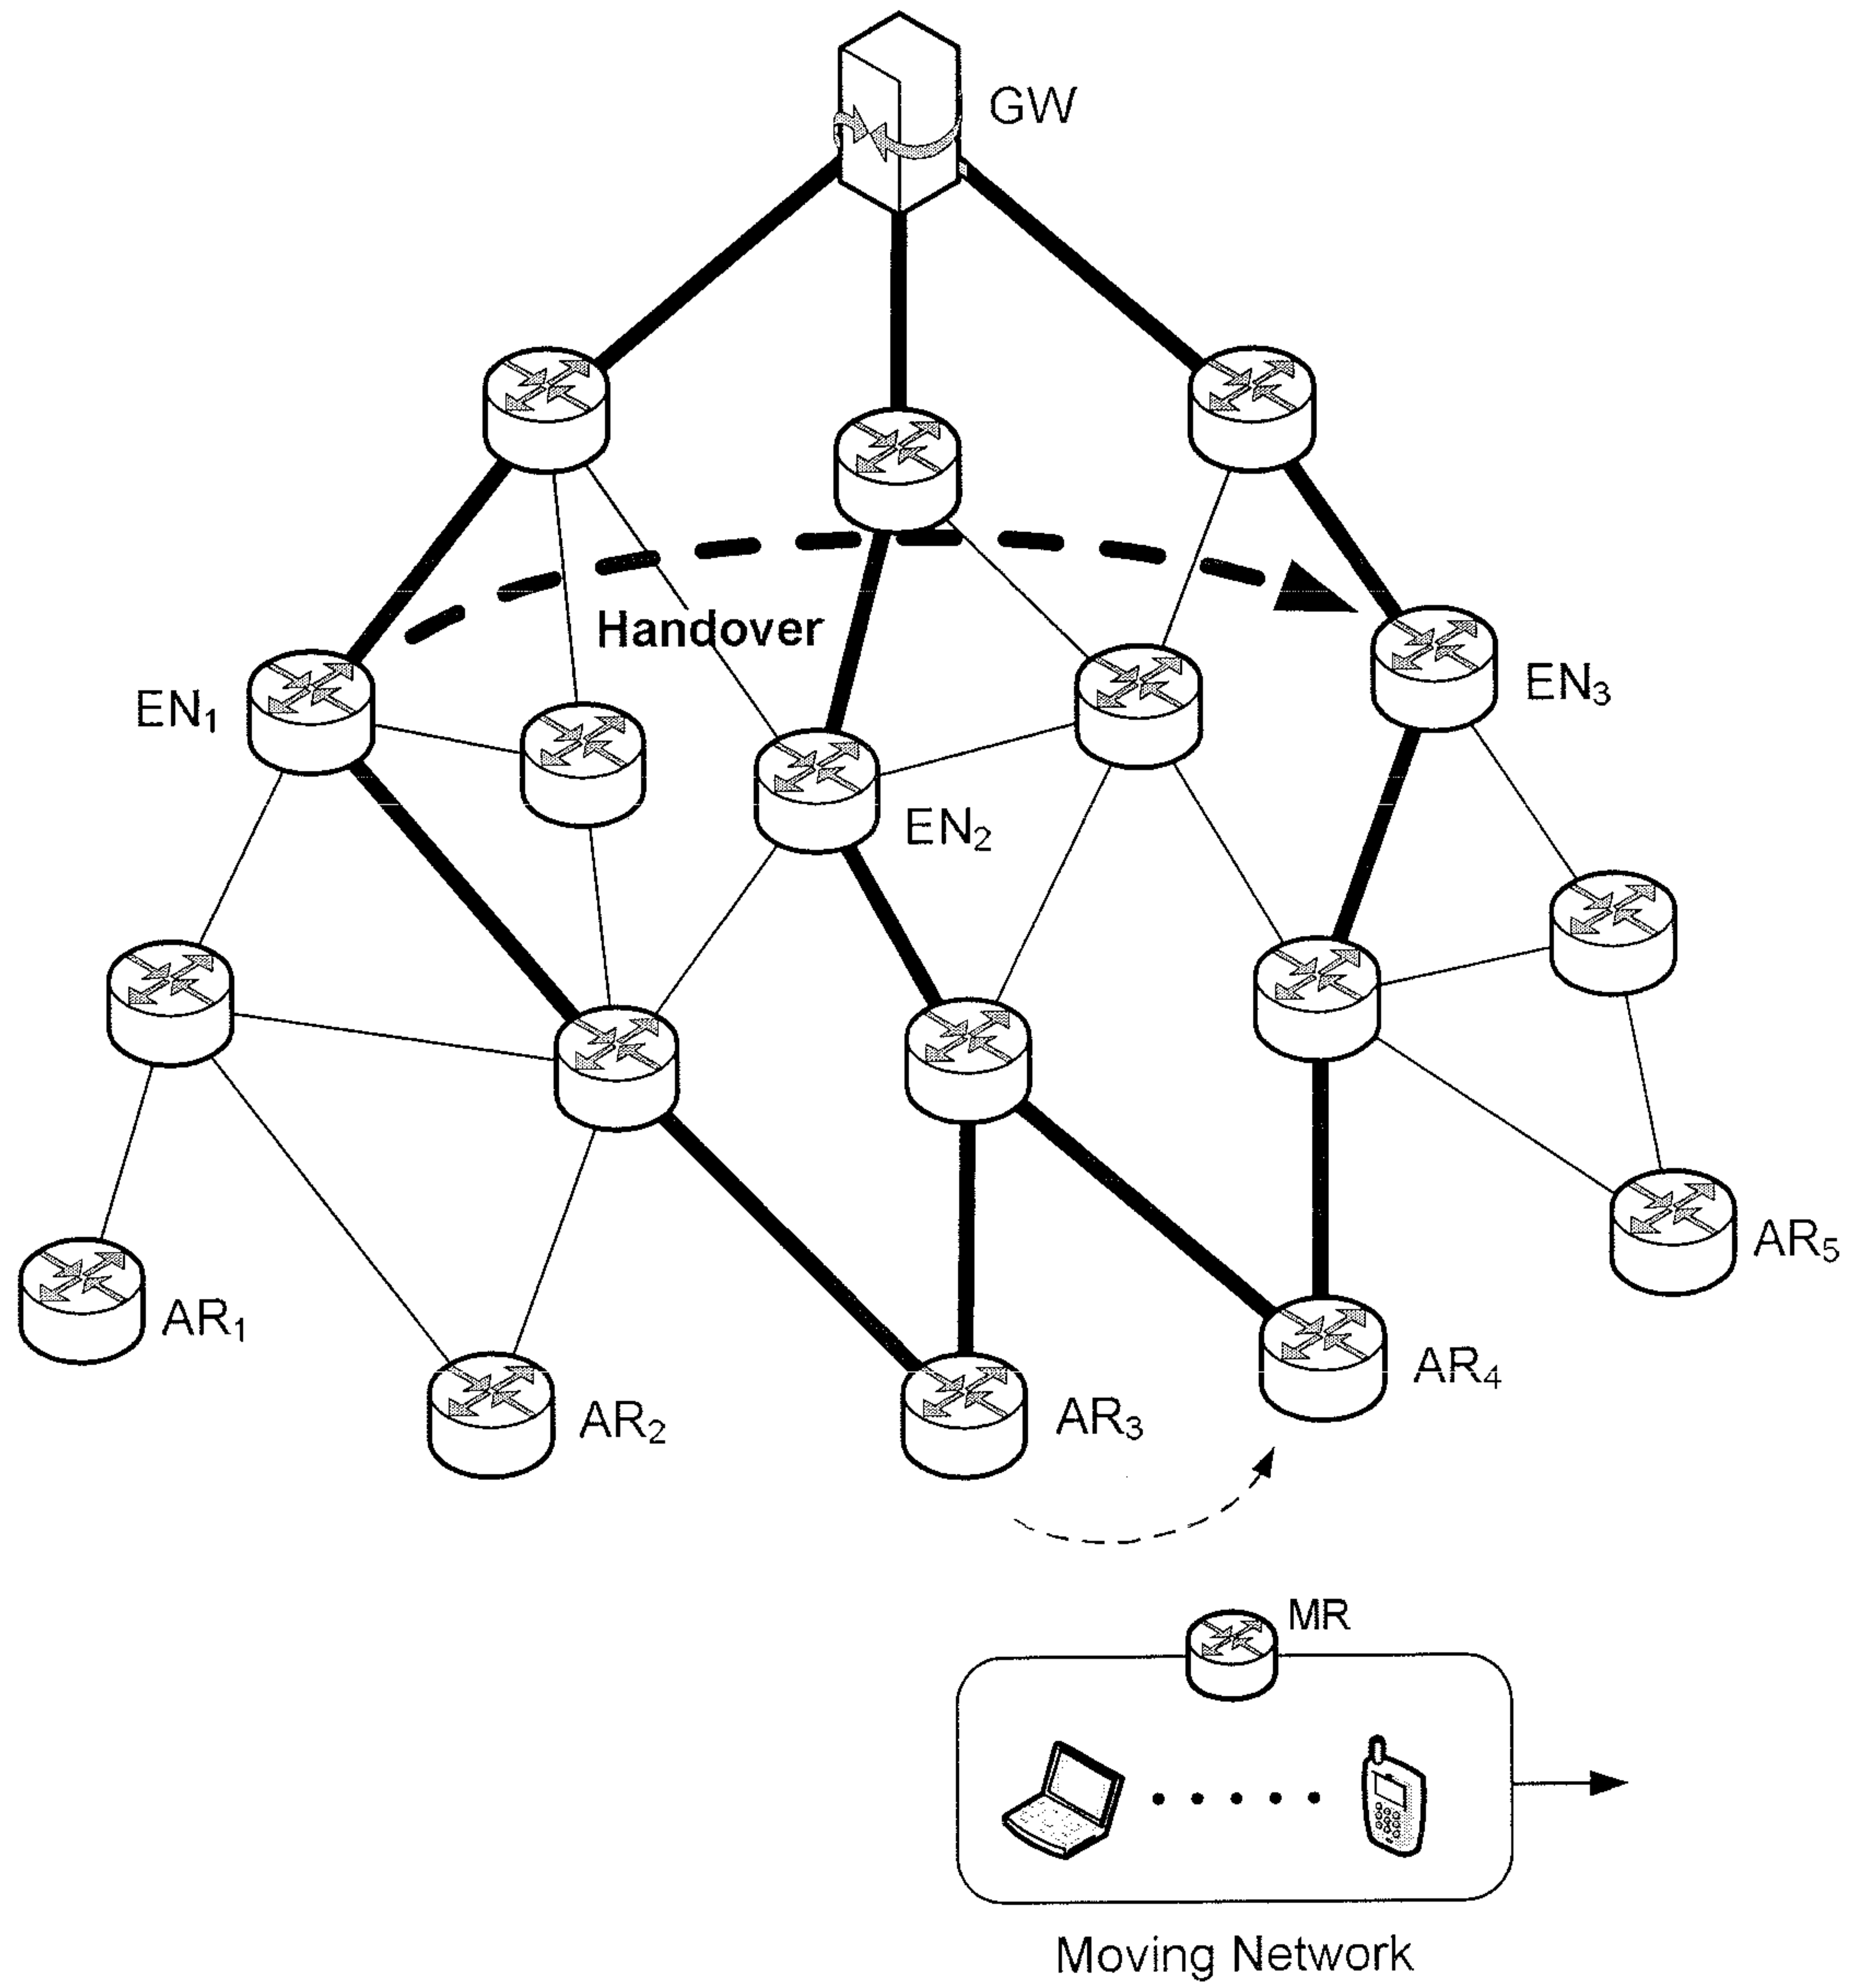 GW
Handover
EN₁
EN₃
EN₂
AR₅
AR₁
AR₄
AR₂
AR₃
MR
Moving Network